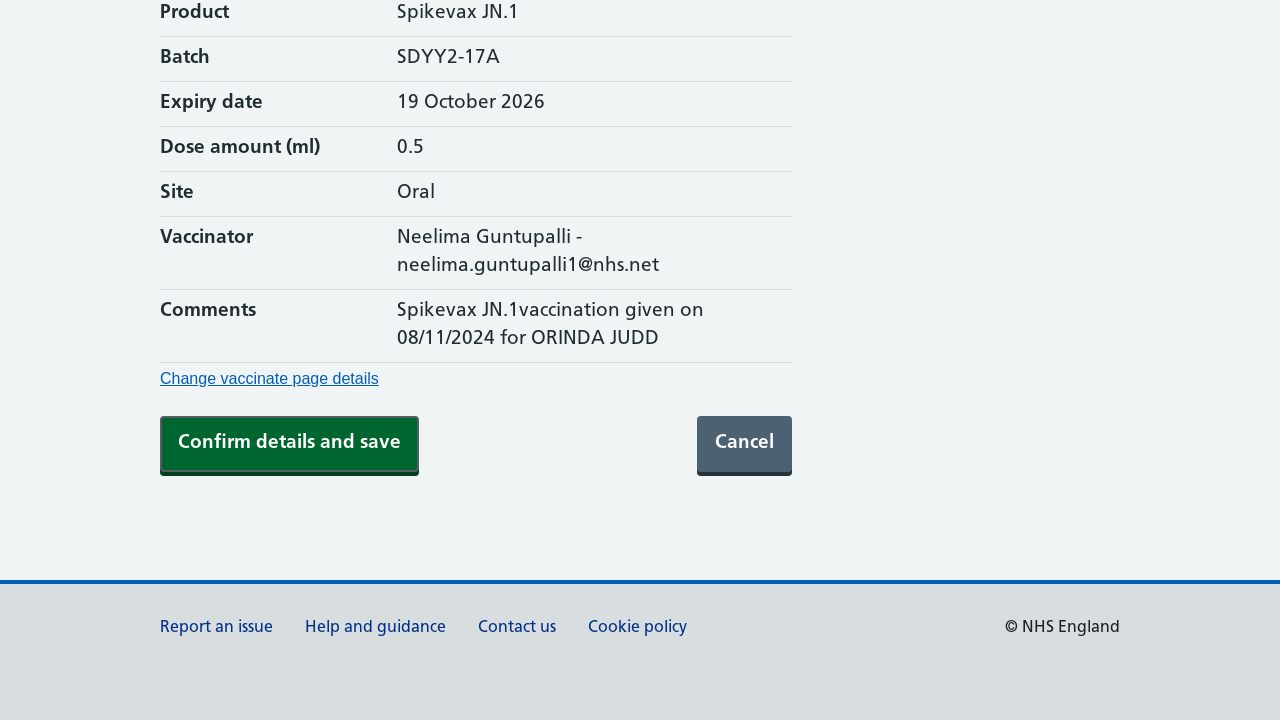 Product Spikevax JN.1
Batch SDYY2-17A
Expiry date 19 October 2026
Dose amount (ml) 0.5
Site Oral
Vaccinator Neelima Guntupalli -
neelima.guntupalli1@nhs.net
Comments Spikevax JN.1vaccination given on
08/11/2024 for ORINDA JUDD
Change vaccinate page details
Confirm details and save Cancel
Report an issue Help and guidance Contact us Cookie policy © NHS England